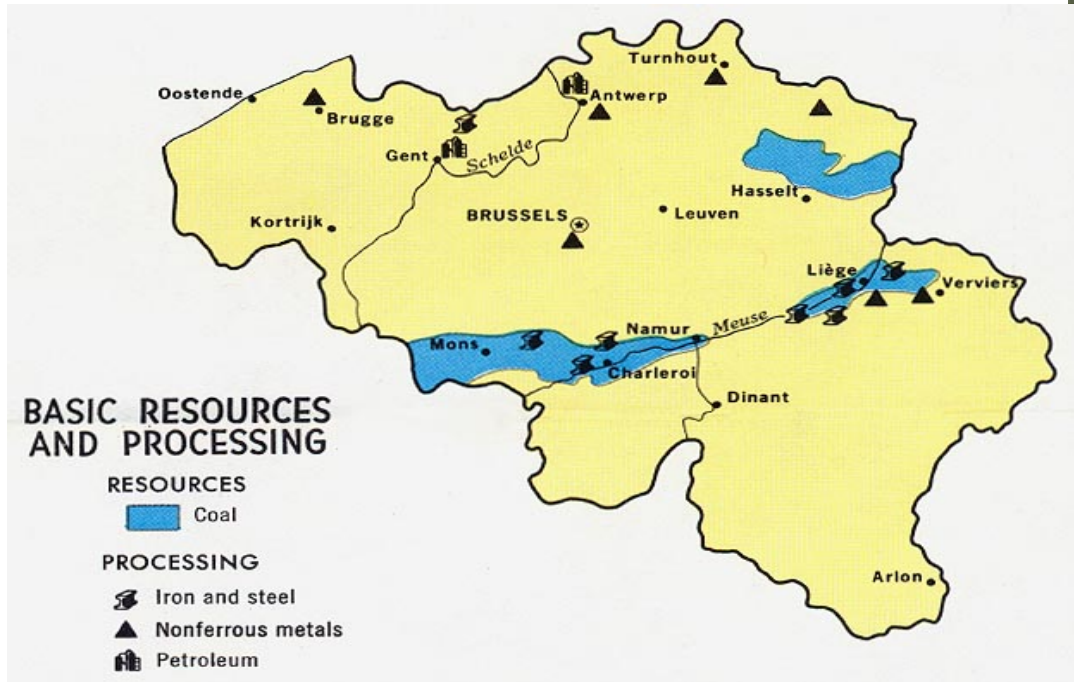 Turnhout
Oostende
Antwerp
Brugge
Gent
Schelde
Hasselt
BRUSSELS
Leuven
Kortrijk
Liège
Verviers
Meuse
Namur
Mons
Charleroi
Dinant
BASIC RESOURCES
AND PROCESSING
RESOURCES
Coal
PROCESSING
Iron and steel
Nonferrous metals
Petroleum
Arlon